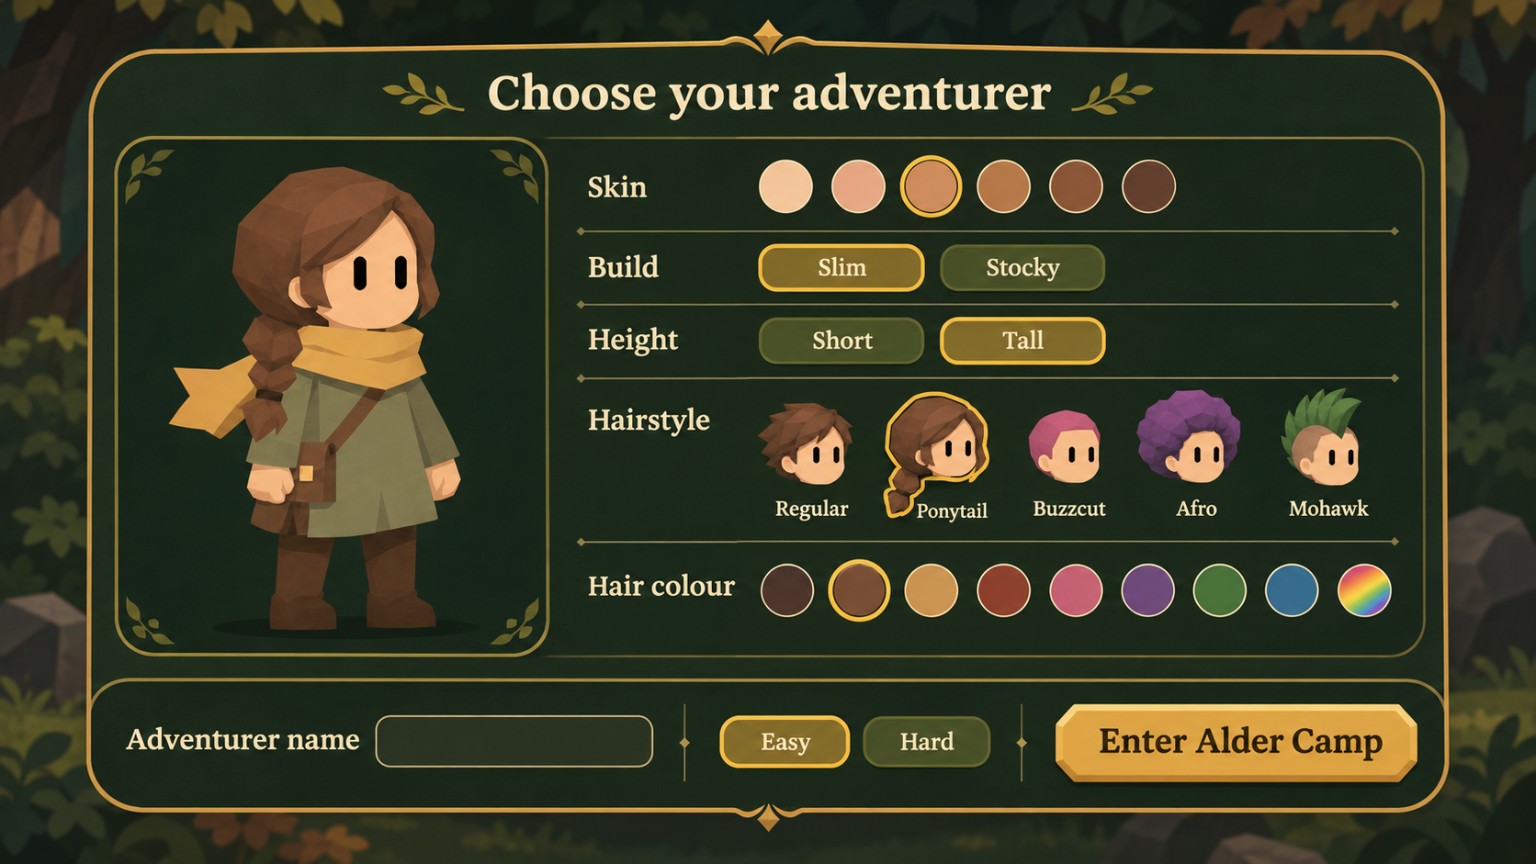 Choose your adventurer
Skin
Build
Slim
Stocky
Height
Short
Tall
Hairstyle
Regular
Ponytail
Buzzcut
Afro
Mohawk
Hair colour
Adventurer name
Easy
Hard
Enter Alder Camp